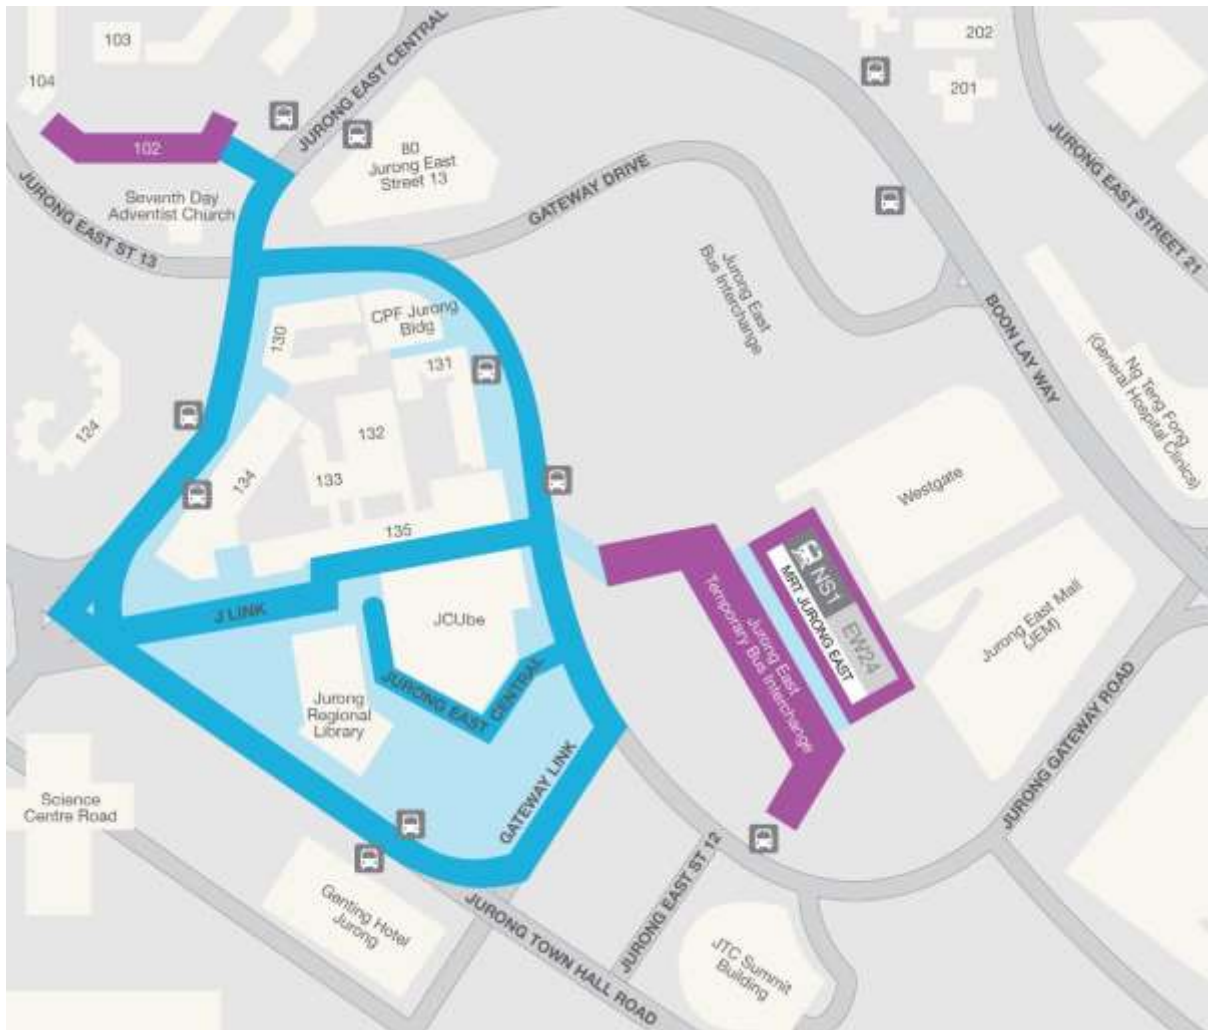 103
104
102
JURONG EAST CENTRAL
202
201
80
Jurong East
Street 13
Seventh Day
Adventist Church
JURONG EAST ST 13
GATEWAY DRIVE
JURONG EAST STREET 21
Jurong East
Bus Interchange
BOON LAY WAY
Ng Teng Fong
(General Hospital Clinics)
CPF Jurong
Bldg
130
131
124
132
134
133
135
Westgate
NS1
EW24
MRT JURONG EAST
Jurong East
Temporary Bus Interchange
Jurong East Mall
(JEM)
J LINK
JCUbe
JURONG EAST CENTRAL
Jurong
Regional
Library
GATEWAY LINK
JURONG GATEWAY ROAD
Science
Centre Road
Genting Hotel
Jurong
JURONG TOWN HALL ROAD
JURONG EAST ST 12
JTC Summit
Building